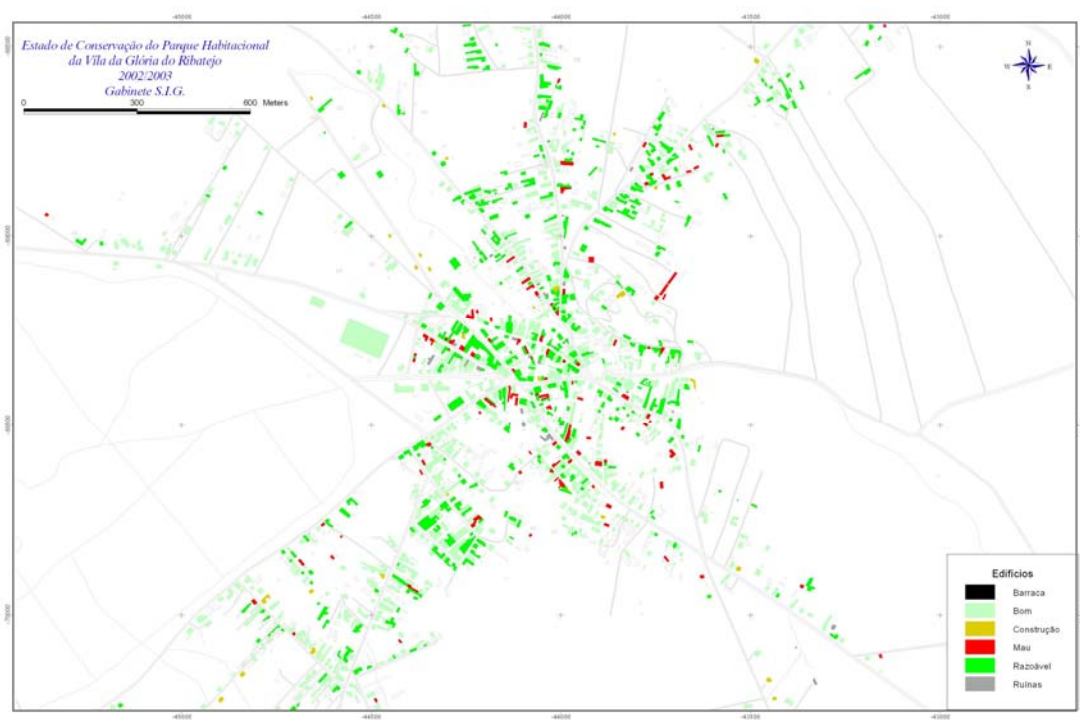 Estado de Conservação do Parque Habitacional
da Vila da Glória do Ribatejo
2002/2003
Gabinete S.I.G.
0 300 600 Meters
N
W E
S
Edifícios
Barraca
Bom
Construção
Mau
Razoável
Ruínas